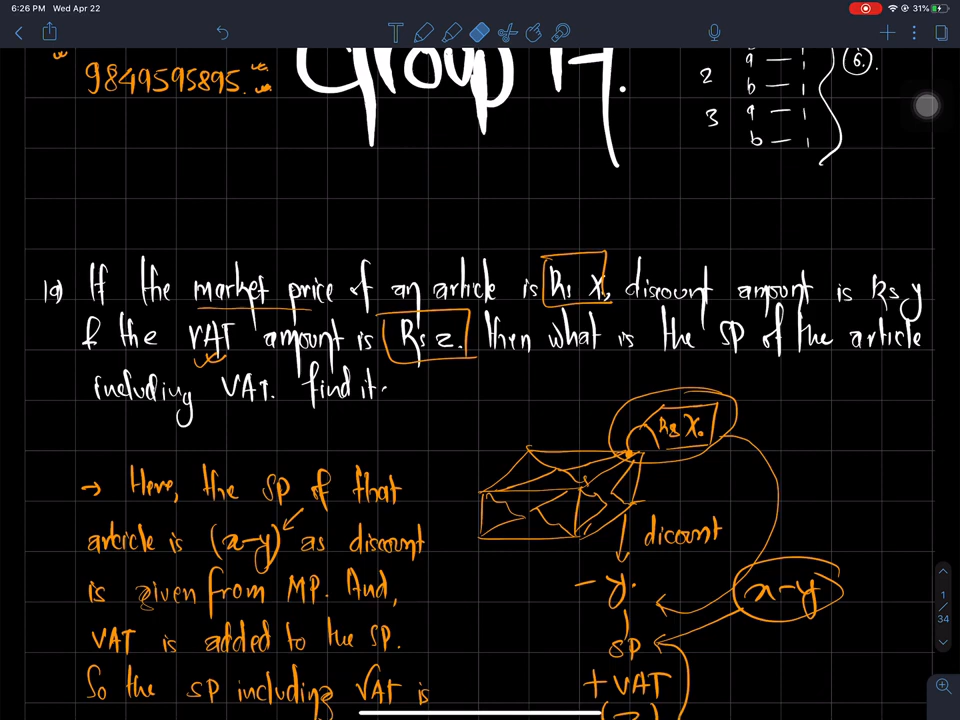 6:26 PM Wed Apr 22
31%
9849595895.
Group A.
a — 1
2
b — 1
3 a — 1
b — 1
6.
1a) If the market price of an article is Rs X, discount amount is Rs y
& the VAT amount is Rs z. then what is the SP of the article
including VAT. find it.
Rs X.
→ Here, the SP of that
article is (x-y) as discount
is given from MP. And,
VAT is added to the SP.
So the SP including VAT is
dicount
- y.
x-y
SP
+ VAT
(z)
1
/
34